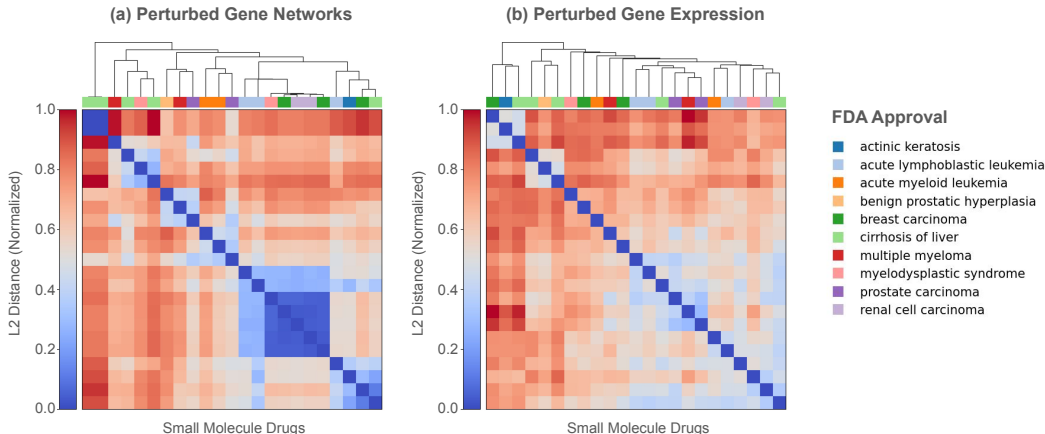 (a) Perturbed Gene Networks
(b) Perturbed Gene Expression
L2 Distance (Normalized)
1.0
0.8
0.6
0.4
0.2
0.0
Small Molecule Drugs
L2 Distance (Normalized)
1.0
0.8
0.6
0.4
0.2
0.0
Small Molecule Drugs
FDA Approval
actinic keratosis
acute lymphoblastic leukemia
acute myeloid leukemia
benign prostatic hyperplasia
breast carcinoma
cirrhosis of liver
multiple myeloma
myelodysplastic syndrome
prostate carcinoma
renal cell carcinoma